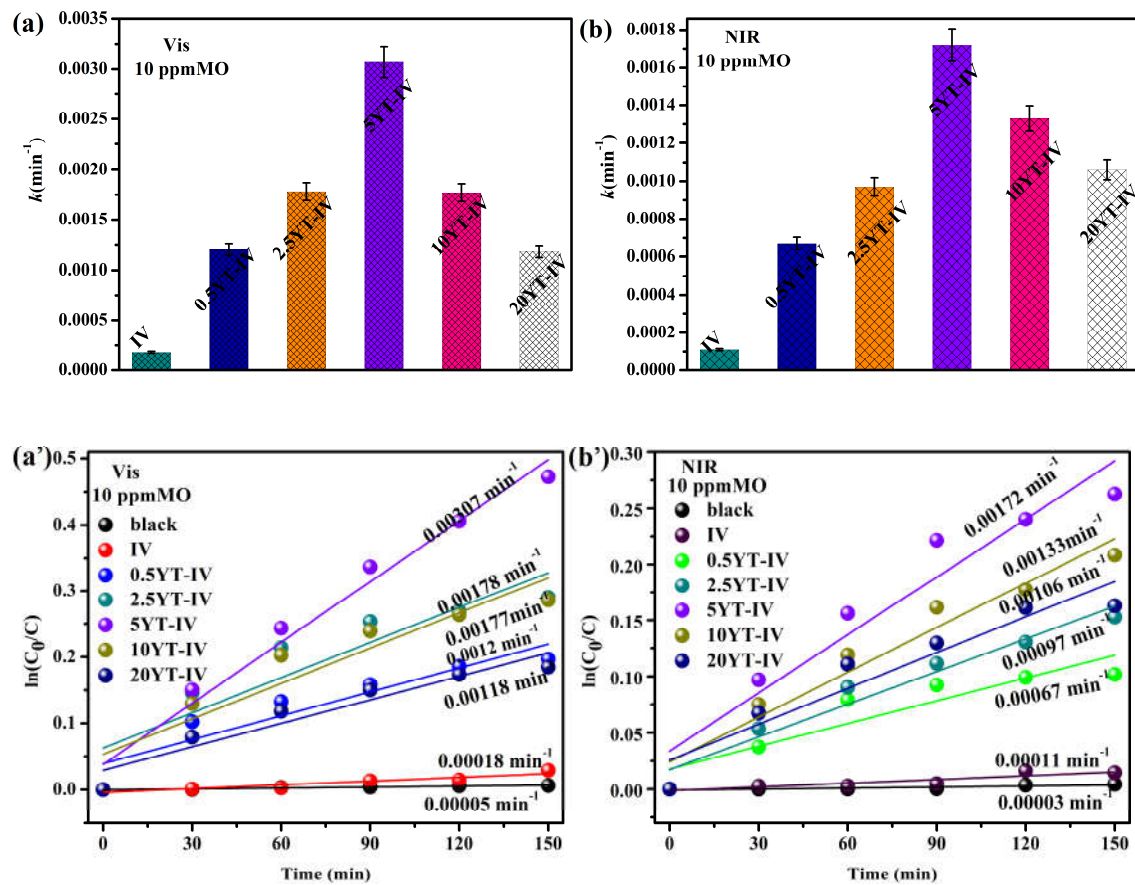 (a)
Vis
10 ppmMO
k(min⁻¹)
0.0035
0.0030
0.0025
0.0020
0.0015
0.0010
0.0005
0.0000
IV
0.5YT-IV
2.5YT-IV
5YT-IV
10YT-IV
20YT-IV
(b)
NIR
10 ppmMO
k(min⁻¹)
0.0018
0.0016
0.0014
0.0012
0.0010
0.0008
0.0006
0.0004
0.0002
0.0000
IV
0.5YT-IV
2.5YT-IV
5YT-IV
10YT-IV
20YT-IV
(a')
Vis
10 ppmMO
black
IV
0.5YT-IV
2.5YT-IV
5YT-IV
10YT-IV
20YT-IV
ln(C₀/C)
0.5
0.4
0.3
0.2
0.1
0.0
0.00307 min⁻¹
0.00178 min⁻¹
0.00177min⁻¹
0.0012 min⁻¹
0.00118 min⁻¹
0.00018 min⁻¹
0.00005 min⁻¹
0 30 60 90 120 150
Time (min)
(b')
NIR
10 ppmMO
black
IV
0.5YT-IV
2.5YT-IV
5YT-IV
10YT-IV
20YT-IV
ln(C₀/C)
0.30
0.25
0.20
0.15
0.10
0.05
0.00
0.00172 min⁻¹
0.00133min⁻¹
0.00106 min⁻¹
0.00097 min⁻¹
0.00067 min⁻¹
0.00011 min⁻¹
0.00003 min⁻¹
0 30 60 90 120 150
Time (min)